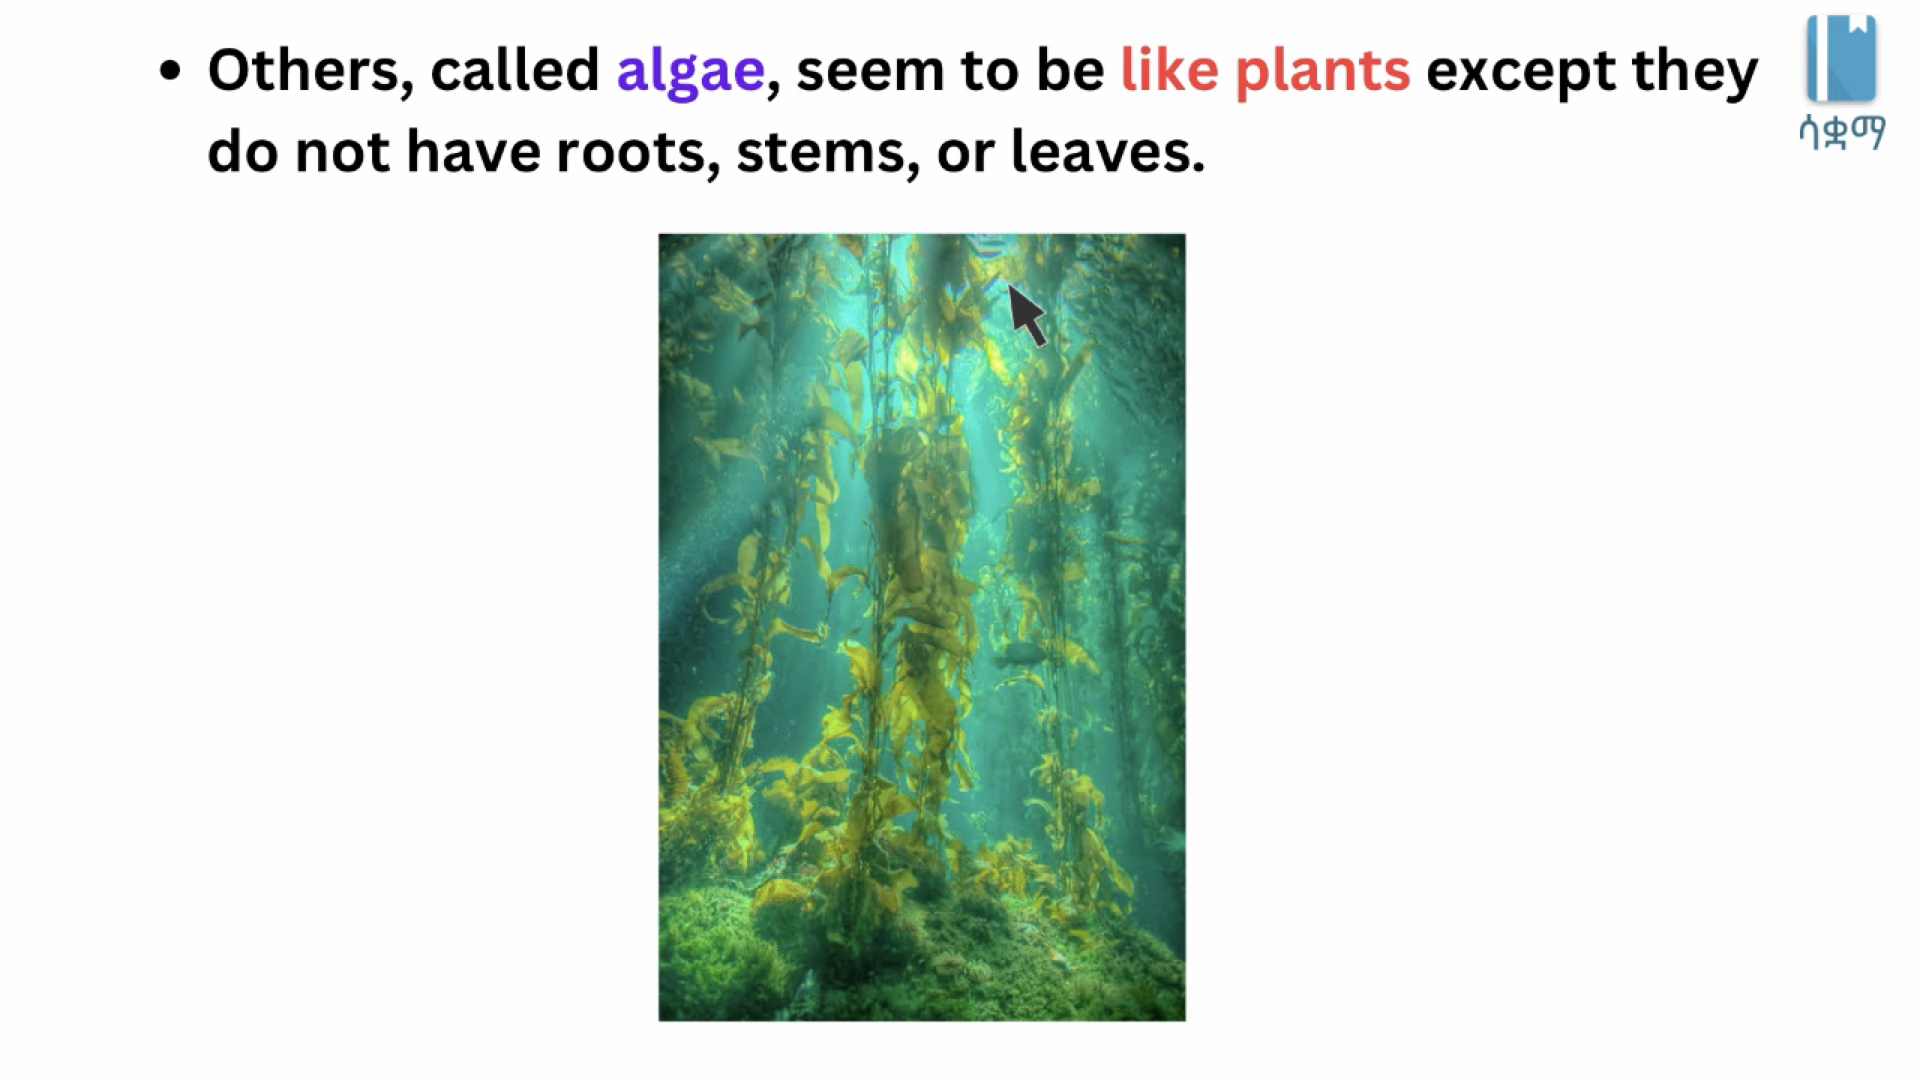 • Others, called algae, seem to be like plants except they
do not have roots, stems, or leaves.
ሳቋማ